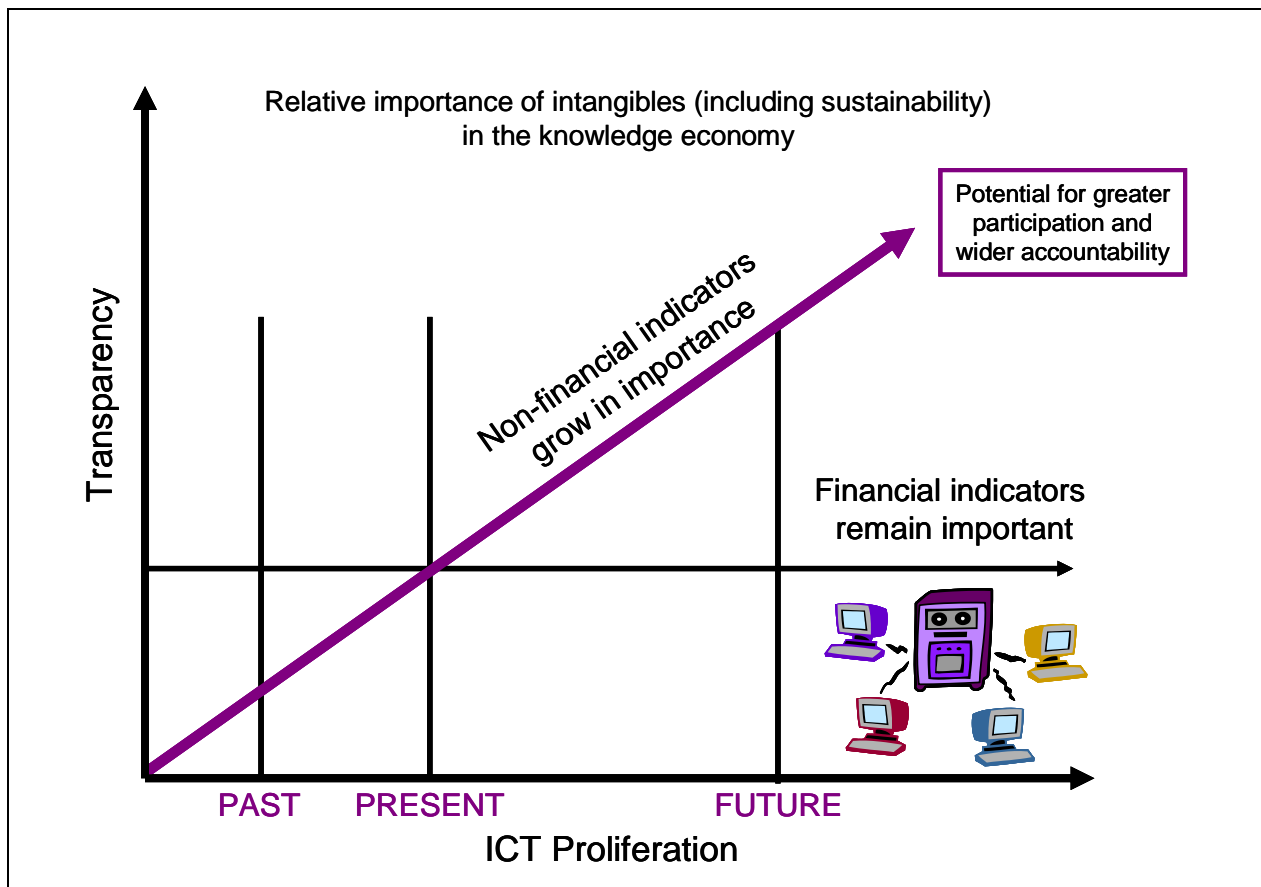 Relative importance of intangibles (including sustainability)
in the knowledge economy
Potential for greater
participation and
wider accountability
Non-financial indicators
grow in importance
Transparency
Financial indicators
remain important
PAST
PRESENT
FUTURE
ICT Proliferation